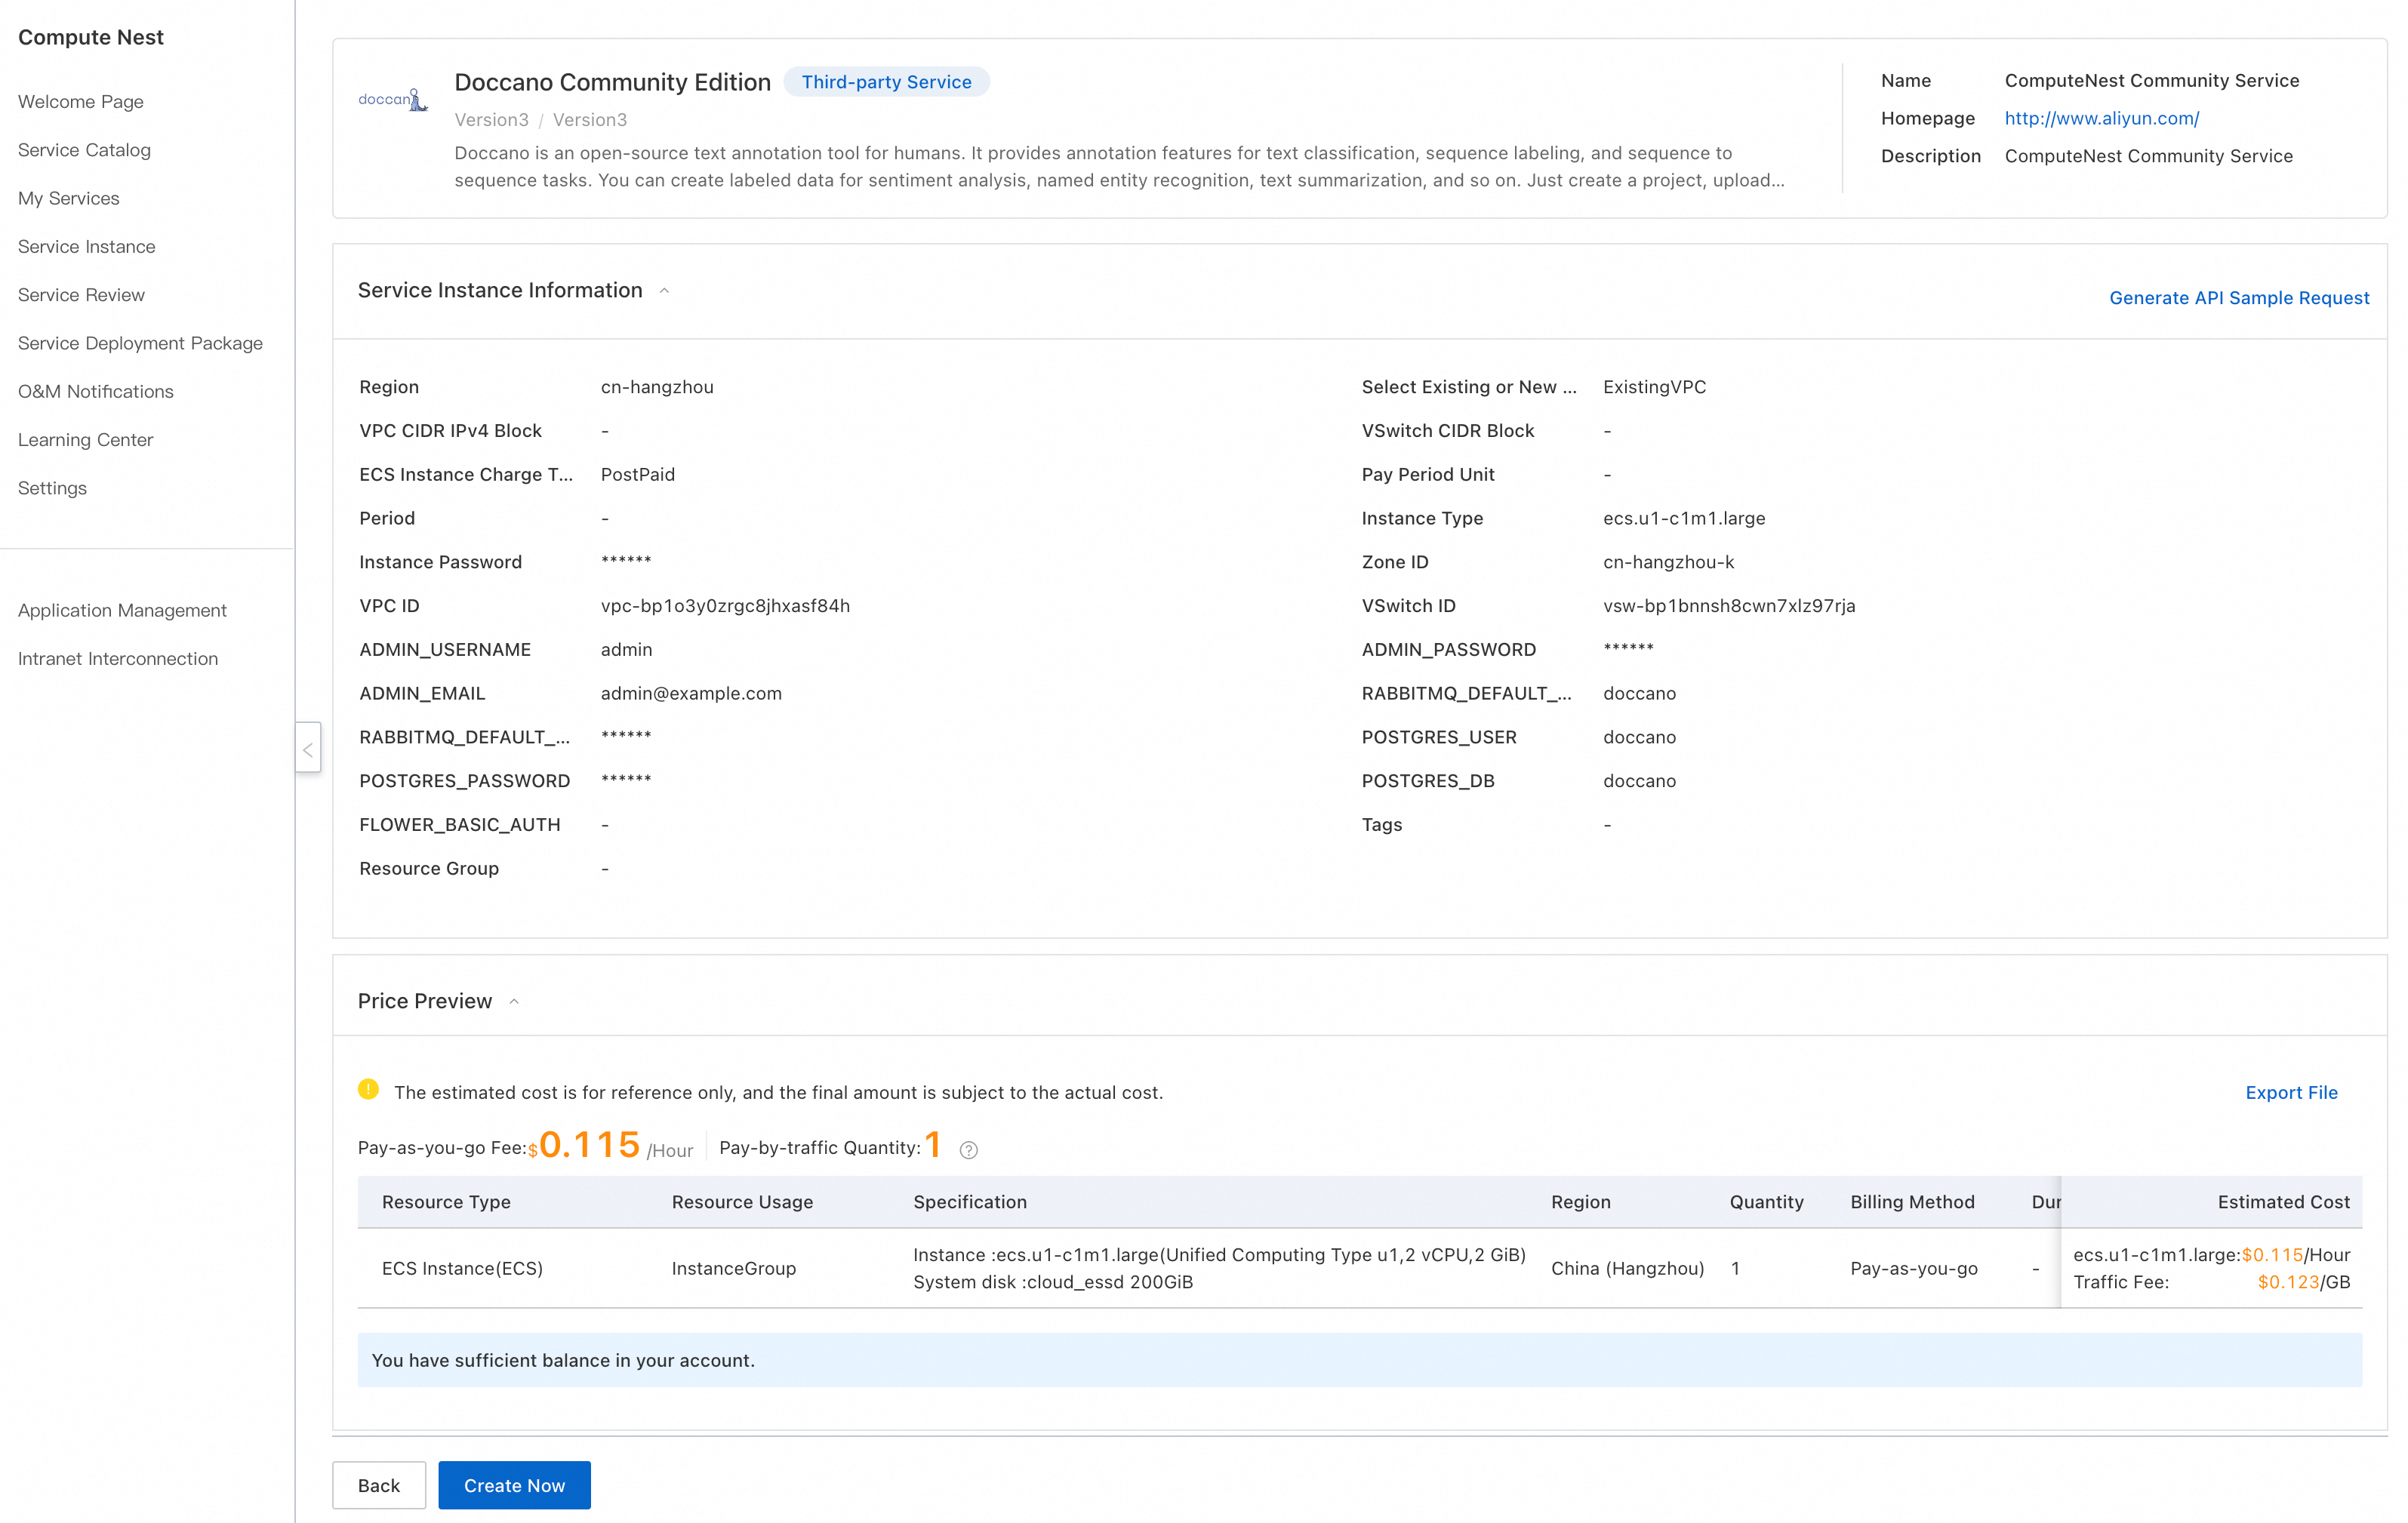 Compute Nest
Welcome Page
Service Catalog
My Services
Service Instance
Service Review
Service Deployment Package
O&M Notifications
Learning Center
Settings
Application Management
Intranet Interconnection
doccano
Doccano Community Edition Third-party Service
Version3 / Version3
Doccano is an open-source text annotation tool for humans. It provides annotation features for text classification, sequence labeling, and sequence to
sequence tasks. You can create labeled data for sentiment analysis, named entity recognition, text summarization, and so on. Just create a project, upload...
Name ComputeNest Community Service
Homepage http://www.aliyun.com/
Description ComputeNest Community Service
Service Instance Information
Generate API Sample Request
Region cn-hangzhou Select Existing or New ... ExistingVPC
VPC CIDR IPv4 Block - VSwitch CIDR Block -
ECS Instance Charge T... PostPaid Pay Period Unit -
Period - Instance Type ecs.u1-c1m1.large
Instance Password ****** Zone ID cn-hangzhou-k
VPC ID vpc-bp1o3y0zrgc8jhxasf84h VSwitch ID vsw-bp1bnnsh8cwn7xlz97rja
ADMIN_USERNAME admin ADMIN_PASSWORD ******
ADMIN_EMAIL admin@example.com RABBITMQ_DEFAULT_... doccano
RABBITMQ_DEFAULT_... ****** POSTGRES_USER doccano
POSTGRES_PASSWORD ****** POSTGRES_DB doccano
FLOWER_BASIC_AUTH - Tags -
Resource Group -
Price Preview
! The estimated cost is for reference only, and the final amount is subject to the actual cost.
Export File
Pay-as-you-go Fee:$0.115 /Hour Pay-by-traffic Quantity:1 ?
Resource Type Resource Usage Specification Region Quantity Billing Method Dur Estimated Cost
ECS Instance(ECS) InstanceGroup Instance :ecs.u1-c1m1.large(Unified Computing Type u1,2 vCPU,2 GiB) China (Hangzhou) 1 Pay-as-you-go - ecs.u1-c1m1.large:$0.115/Hour
System disk :cloud_essd 200GiB Traffic Fee: $0.123/GB
You have sufficient balance in your account.
Back Create Now